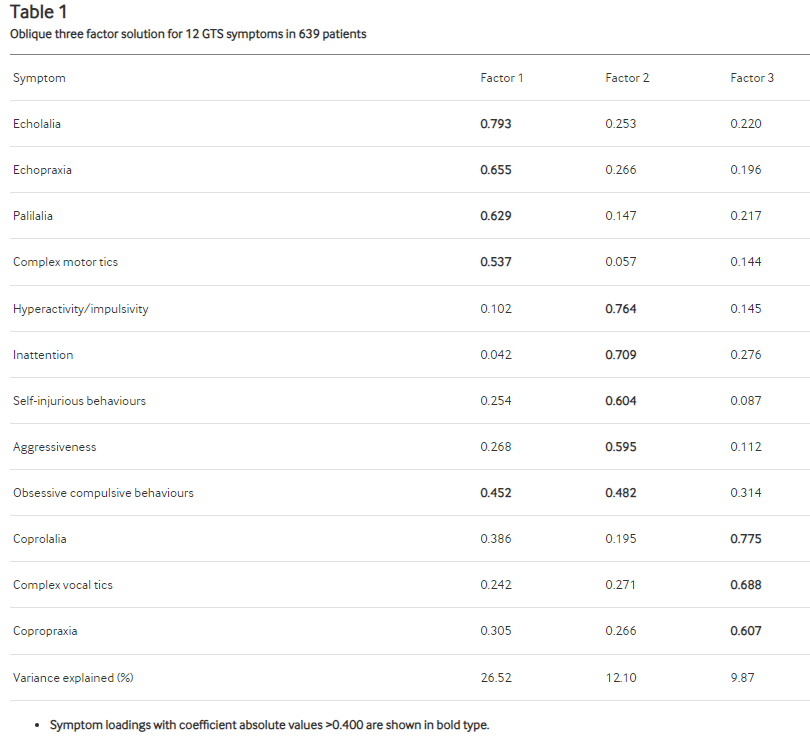 Table 1
Oblique three factor solution for 12 GTS symptoms in 639 patients
Symptom Factor 1 Factor 2 Factor 3
Echolalia 0.793 0.253 0.220
Echopraxia 0.655 0.266 0.196
Palilalia 0.629 0.147 0.217
Complex motor tics 0.537 0.057 0.144
Hyperactivity/impulsivity 0.102 0.764 0.145
Inattention 0.042 0.709 0.276
Self-injurious behaviours 0.254 0.604 0.087
Aggressiveness 0.268 0.595 0.112
Obsessive compulsive behaviours 0.452 0.482 0.314
Coprolalia 0.386 0.195 0.775
Complex vocal tics 0.242 0.271 0.688
Copropraxia 0.305 0.266 0.607
Variance explained (%) 26.52 12.10 9.87
• Symptom loadings with coefficient absolute values >0.400 are shown in bold type.